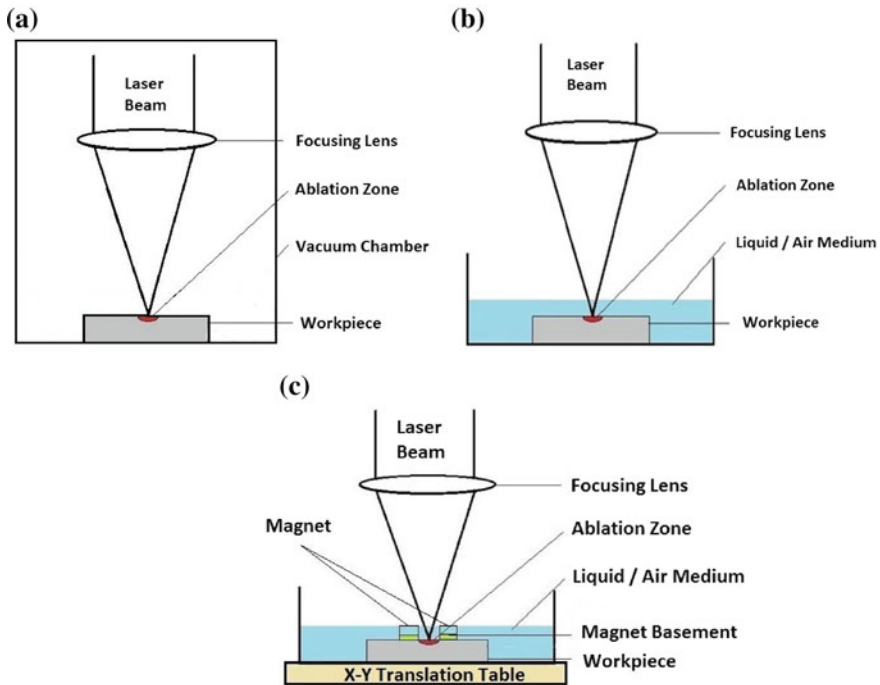 (a)
Laser
Beam
Focusing Lens
Ablation Zone
Vacuum Chamber
Workpiece
(b)
Laser
Beam
Focusing Lens
Ablation Zone
Liquid / Air Medium
Workpiece
(c)
Laser
Beam
Focusing Lens
Magnet
Ablation Zone
Liquid / Air Medium
Magnet Basement
Workpiece
X-Y Translation Table